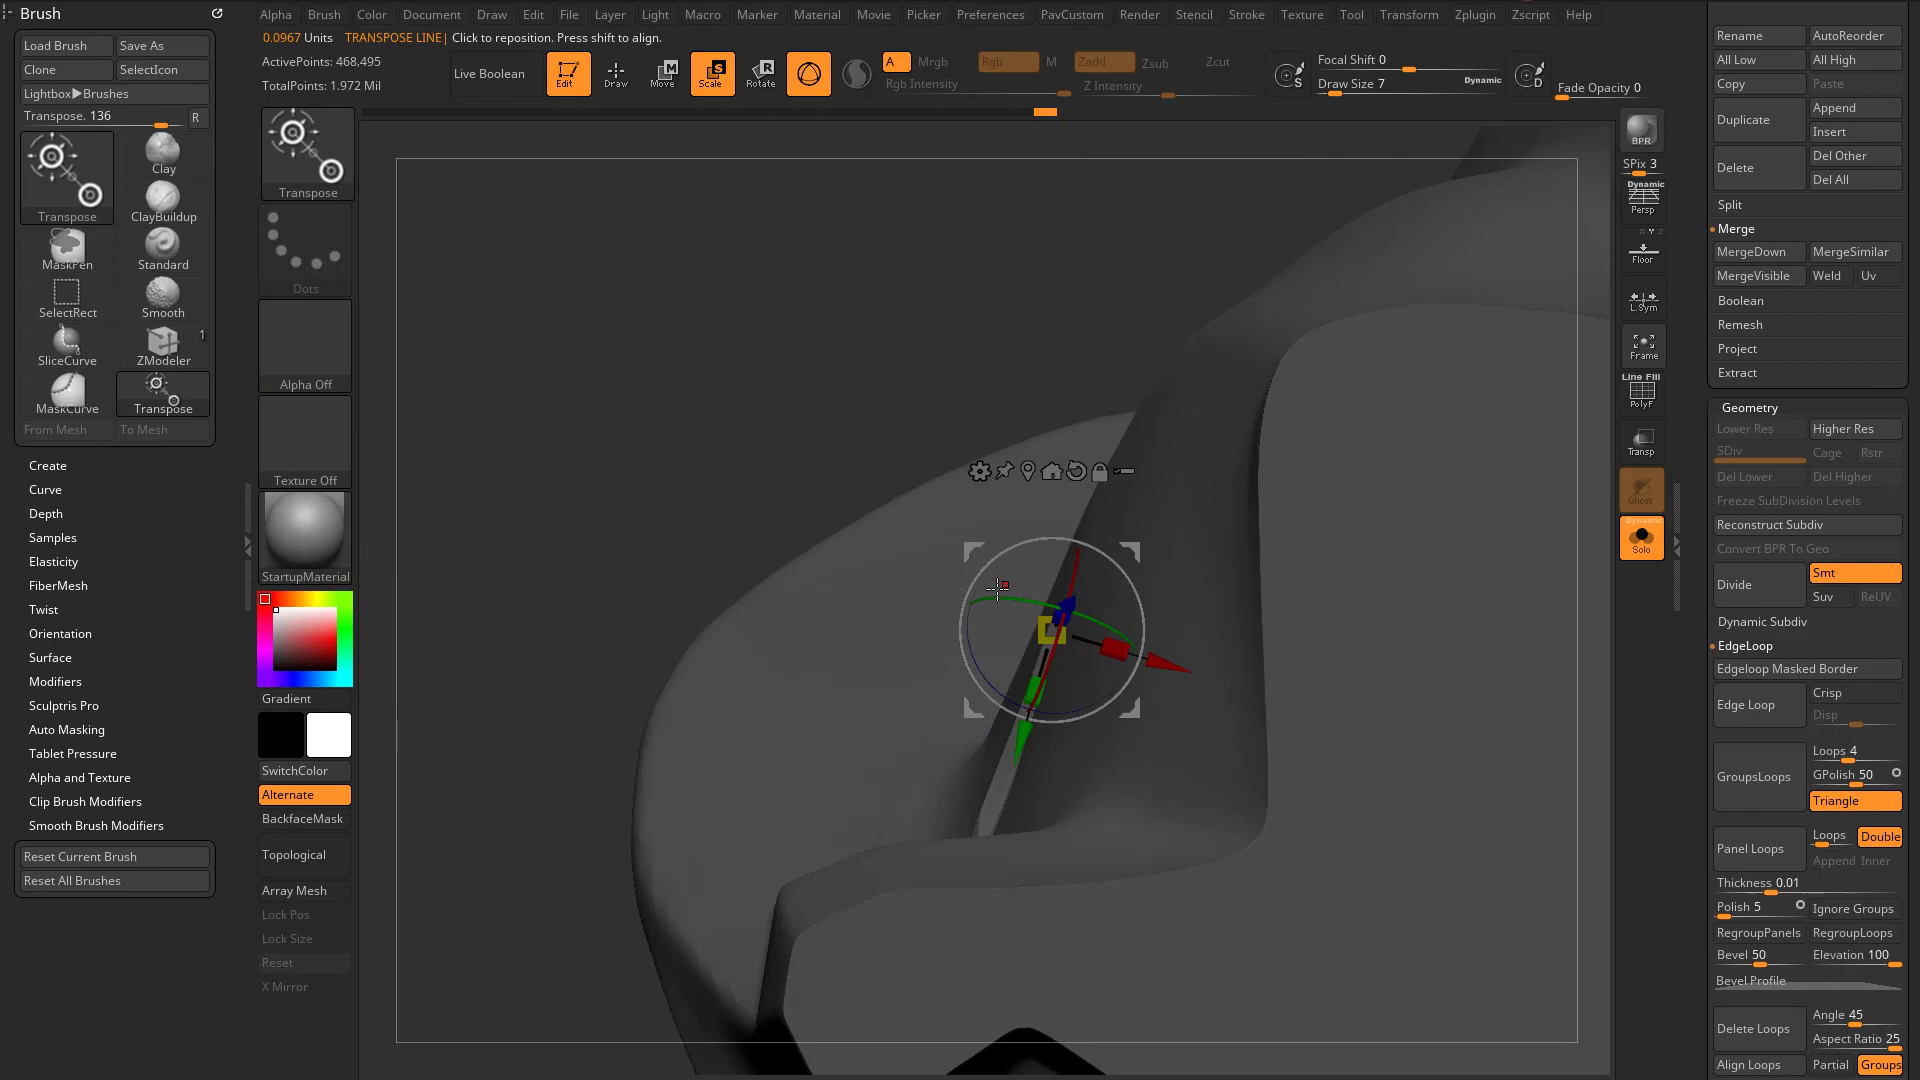 Brush
Alpha Brush Color Document Draw Edit File Layer Light Macro Marker Material Movie Picker Preferences PavCustom Render Stencil Stroke Texture Tool Transform Zplugin Zscript Help
0.0967 Units TRANSPOSE LINE| Click to reposition. Press shift to align.
Load Brush Save As
Clone SelectIcon
Lightbox▶Brushes
Transpose. 136 R
Transpose
Clay
ClayBuildup
MaskPen Standard
SelectRect Smooth
SliceCurve ZModeler 1
MaskCurve Transpose
From Mesh To Mesh
Create
Curve
Depth
Samples
Elasticity
FiberMesh
Twist
Orientation
Surface
Modifiers
Sculptris Pro
Auto Masking
Tablet Pressure
Alpha and Texture
Clip Brush Modifiers
Smooth Brush Modifiers
Reset Current Brush
Reset All Brushes
ActivePoints: 468,495
TotalPoints: 1.972 Mil
Live Boolean
Edit Draw Move Scale Rotate
A Mrgb Rgb M Zadd Zsub Zcut
Rgb Intensity Z Intensity
S
Focal Shift 0
Draw Size 7 Dynamic
D
Fade Opacity 0
Transpose
Dots
Alpha Off
Texture Off
StartupMaterial
Gradient
SwitchColor
Alternate
BackfaceMask
Topological
Array Mesh
Lock Pos
Lock Size
Reset
X Mirror
BPR
SPix 3
Dynamic
Persp
Floor
L.Sym
Frame
Line Fill
PolyF
Transp
Ghost
Dynamic
Solo
Rename AutoReorder
All Low All High
Copy Paste
Duplicate Append
Insert
Delete Del Other
Del All
Split
Merge
MergeDown MergeSimilar
MergeVisible Weld Uv
Boolean
Remesh
Project
Extract
Geometry
Lower Res Higher Res
SDiv Cage Rstr
Del Lower Del Higher
Freeze SubDivision Levels
Reconstruct Subdiv
Convert BPR To Geo
Divide Smt
Suv ReUV
Dynamic Subdiv
EdgeLoop
Edgeloop Masked Border
Edge Loop Crisp
Disp
GroupsLoops Loops 4
GPolish 50
Triangle
Panel Loops Loops Double
Append Inner
Thickness 0.01
Polish 5 Ignore Groups
RegroupPanels RegroupLoops
Bevel 50 Elevation 100
Bevel Profile
Delete Loops Angle 45
Aspect Ratio 25
Align Loops Partial Groups